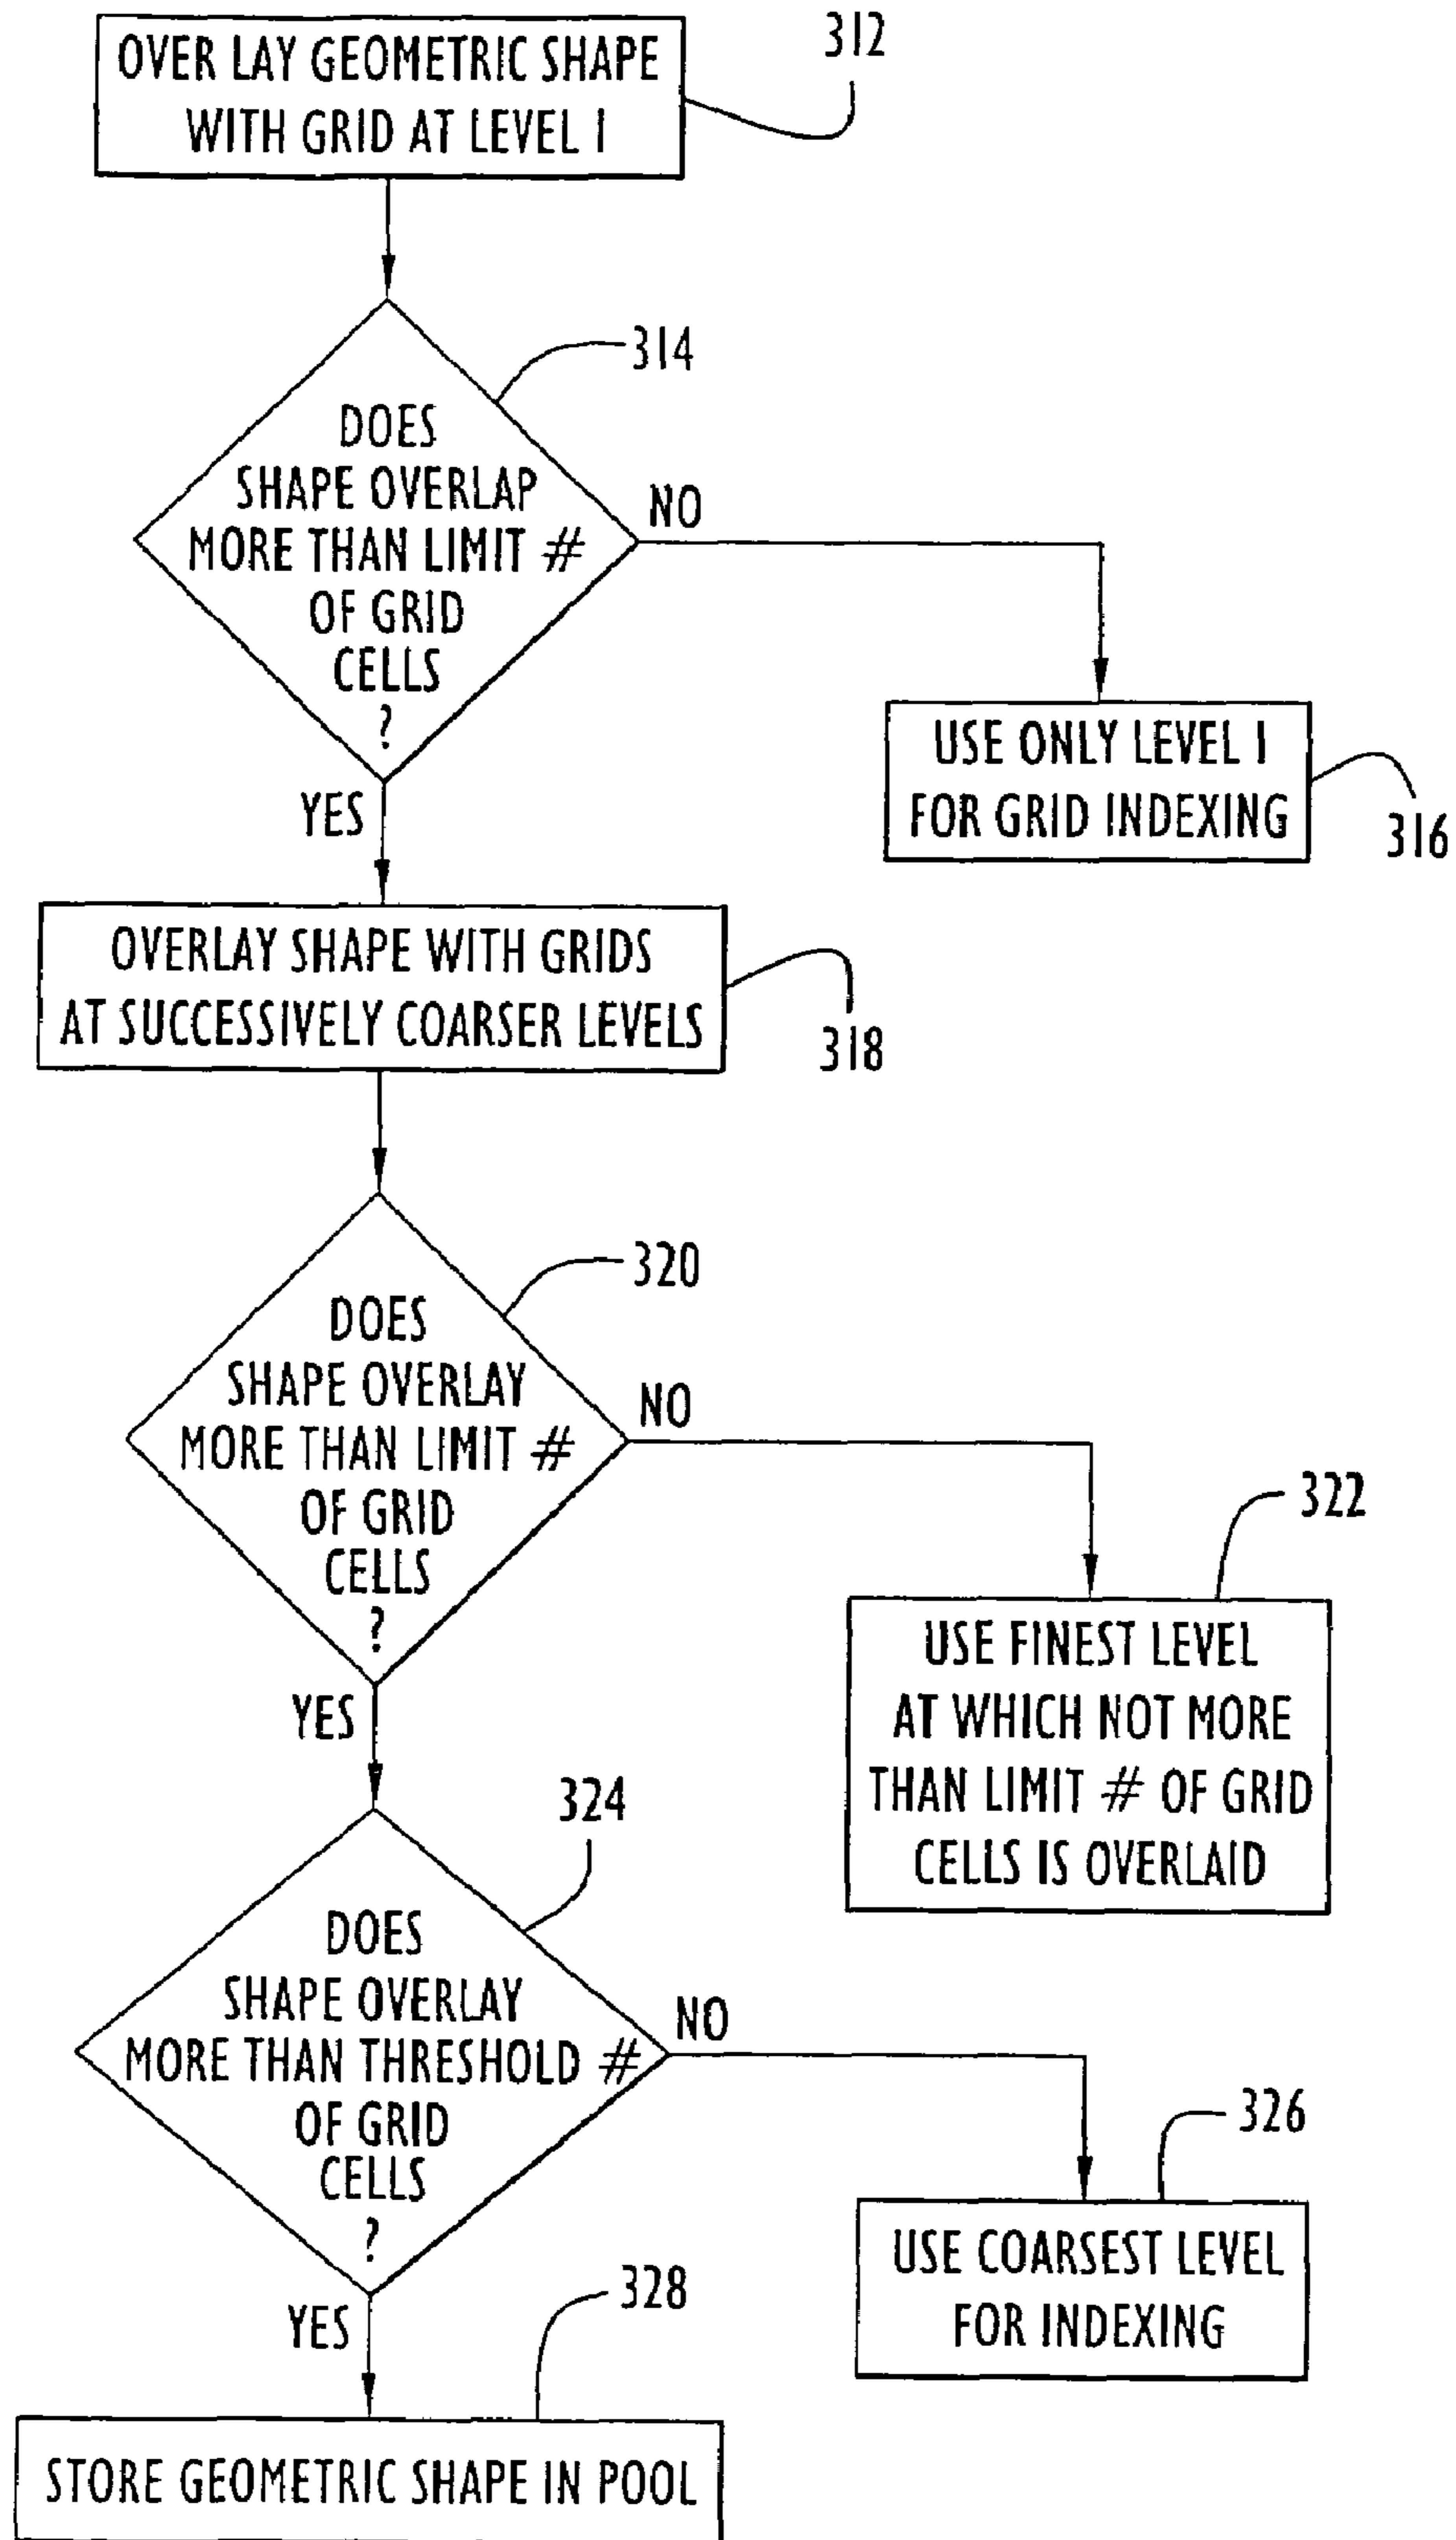 OVER LAY GEOMETRIC SHAPE
WITH GRID AT LEVEL 1
312
DOES
SHAPE OVERLAP
MORE THAN LIMIT #
OF GRID
CELLS
?
314
NO
YES
USE ONLY LEVEL 1
FOR GRID INDEXING
316
OVERLAY SHAPE WITH GRIDS
AT SUCCESSIVELY COARSER LEVELS
318
DOES
SHAPE OVERLAY
MORE THAN LIMIT #
OF GRID
CELLS
?
320
NO
YES
USE FINEST LEVEL
AT WHICH NOT MORE
THAN LIMIT # OF GRID
CELLS IS OVERLAID
322
DOES
SHAPE OVERLAY
MORE THAN THRESHOLD #
OF GRID
CELLS
?
324
NO
YES
USE COARSEST LEVEL
FOR INDEXING
326
STORE GEOMETRIC SHAPE IN POOL
328